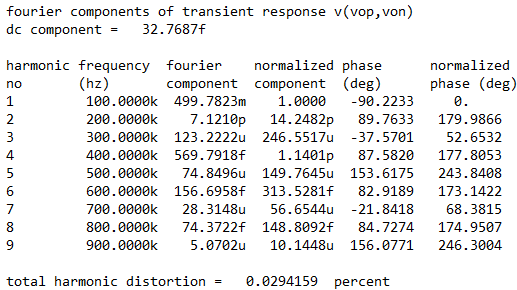 fourier components of transient response v(vop,von)
dc component =   32.7687f
harmonic frequency  fourier    normalized phase      normalized
no       (hz)       component  component  (deg)      phase (deg)
1        100.0000k  499.7823m  1.0000     -90.2233   0.
2        200.0000k  7.1210p    14.2482p   89.7633    179.9866
3        300.0000k  123.2222u  246.5517u  -37.5701   52.6532
4        400.0000k  569.7918f  1.1401p    87.5820    177.8053
5        500.0000k  74.8496u   149.7645u  153.6175   243.8408
6        600.0000k  156.6958f  313.5281f  82.9189    173.1422
7        700.0000k  28.3148u   56.6544u   -21.8418   68.3815
8        800.0000k  74.3722f   148.8092f  84.7274    174.9507
9        900.0000k  5.0702u    10.1448u   156.0771   246.3004
total harmonic distortion =   0.0294159  percent